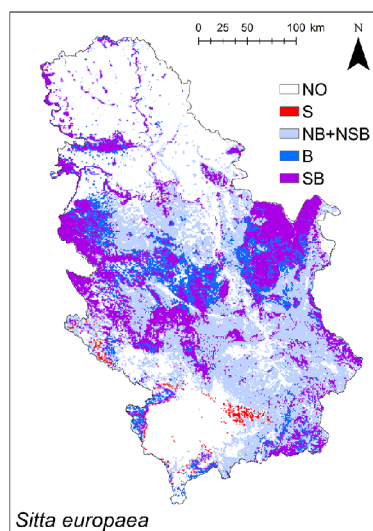 0 25 50 100 km
N
NO
S
NB+NSB
B
SB
Sitta europaea